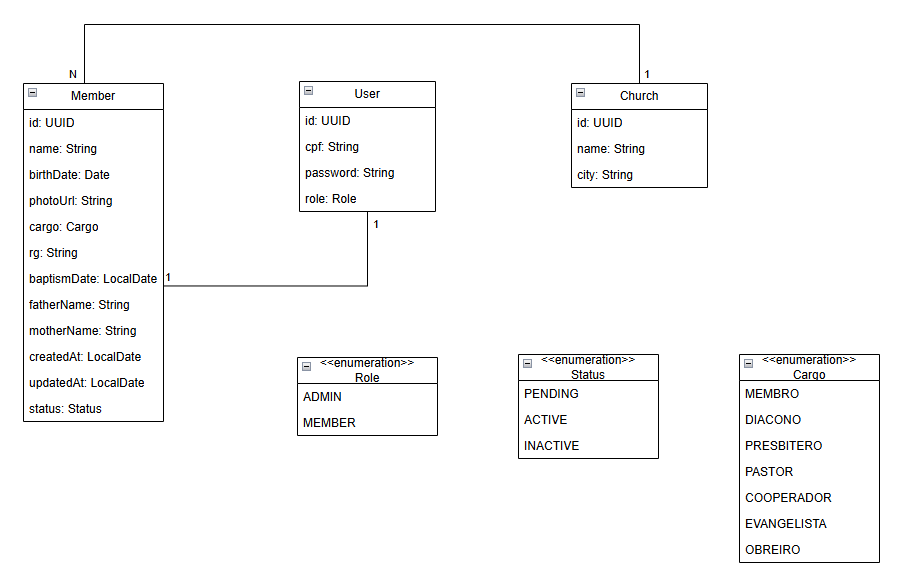 N
1
Member
id: UUID
name: String
birthDate: Date
photoUrl: String
cargo: Cargo
rg: String
baptismDate: LocalDate
fatherName: String
motherName: String
createdAt: LocalDate
updatedAt: LocalDate
status: Status
User
id: UUID
cpf: String
password: String
role: Role
1
1
Church
id: UUID
name: String
city: String
<<enumeration>>
Role
ADMIN
MEMBER
<<enumeration>>
Status
PENDING
ACTIVE
INACTIVE
<<enumeration>>
Cargo
MEMBRO
DIACONO
PRESBITERO
PASTOR
COOPERADOR
EVANGELISTA
OBREIRO